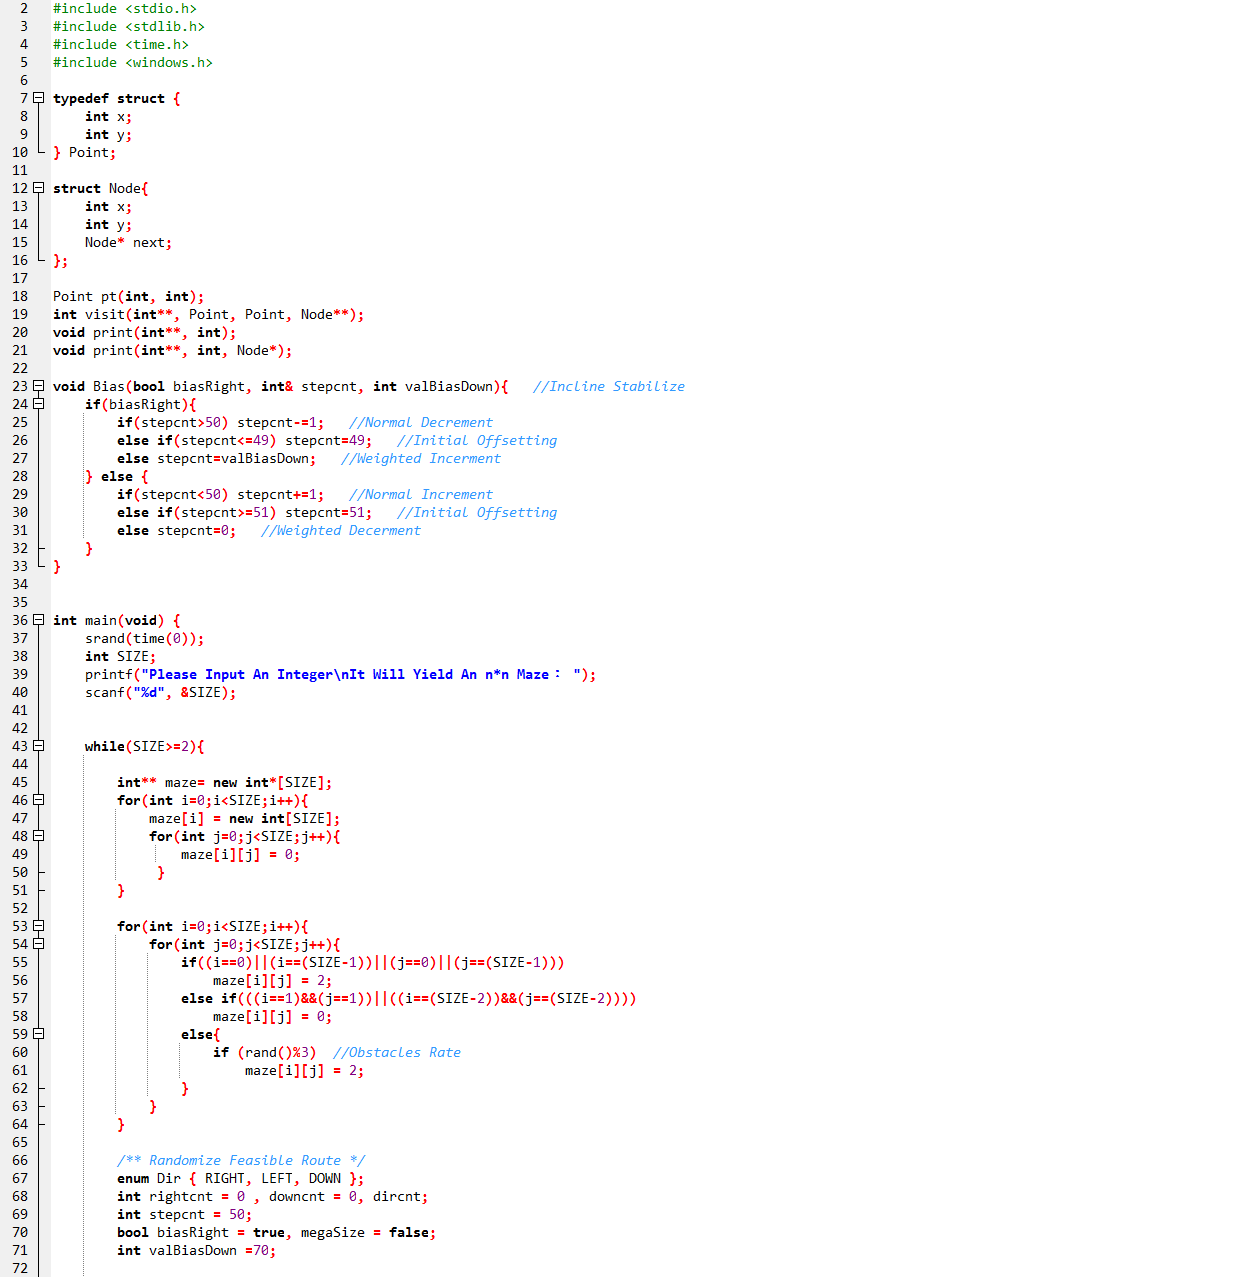 2 #include <stdio.h>
3 #include <stdlib.h>
4 #include <time.h>
5 #include <windows.h>
6
7 typedef struct {
8 int x;
9 int y;
10 } Point;
11
12 struct Node{
13 int x;
14 int y;
15 Node* next;
16 };
17
18 Point pt(int, int);
19 int visit(int**, Point, Point, Node**);
20 void print(int**, int);
21 void print(int**, int, Node*);
22
23 void Bias(bool biasRight, int& stepcnt, int valBiasDown){ //Incline Stabilize
24 if(biasRight){
25 if(stepcnt>50) stepcnt-=1; //Normal Decrement
26 else if(stepcnt<=49) stepcnt=49; //Initial Offsetting
27 else stepcnt=valBiasDown; //Weighted Incerment
28 } else {
29 if(stepcnt<50) stepcnt+=1; //Normal Increment
30 else if(stepcnt>=51) stepcnt=51; //Initial Offsetting
31 else stepcnt=0; //Weighted Decerment
32 }
33 }
34
35
36 int main(void) {
37 srand(time(0));
38 int SIZE;
39 printf("Please Input An Integer\nIt Will Yield An n*n Maze： ");
40 scanf("%d", &SIZE);
41
42
43 while(SIZE>=2){
44
45 int** maze= new int*[SIZE];
46 for(int i=0;i<SIZE;i++){
47 maze[i] = new int[SIZE];
48 for(int j=0;j<SIZE;j++){
49 maze[i][j] = 0;
50 }
51 }
52
53 for(int i=0;i<SIZE;i++){
54 for(int j=0;j<SIZE;j++){
55 if((i==0)||(i==(SIZE-1))||(j==0)||(j==(SIZE-1)))
56 maze[i][j] = 2;
57 else if(((i==1)&&(j==1))||((i==(SIZE-2))&&(j==(SIZE-2))))
58 maze[i][j] = 0;
59 else{
60 if (rand()%3) //Obstacles Rate
61 maze[i][j] = 2;
62 }
63 }
64 }
65
66 /** Randomize Feasible Route */
67 enum Dir { RIGHT, LEFT, DOWN };
68 int rightcnt = 0 , downcnt = 0, dircnt;
69 int stepcnt = 50;
70 bool biasRight = true, megaSize = false;
71 int valBiasDown =70;
72